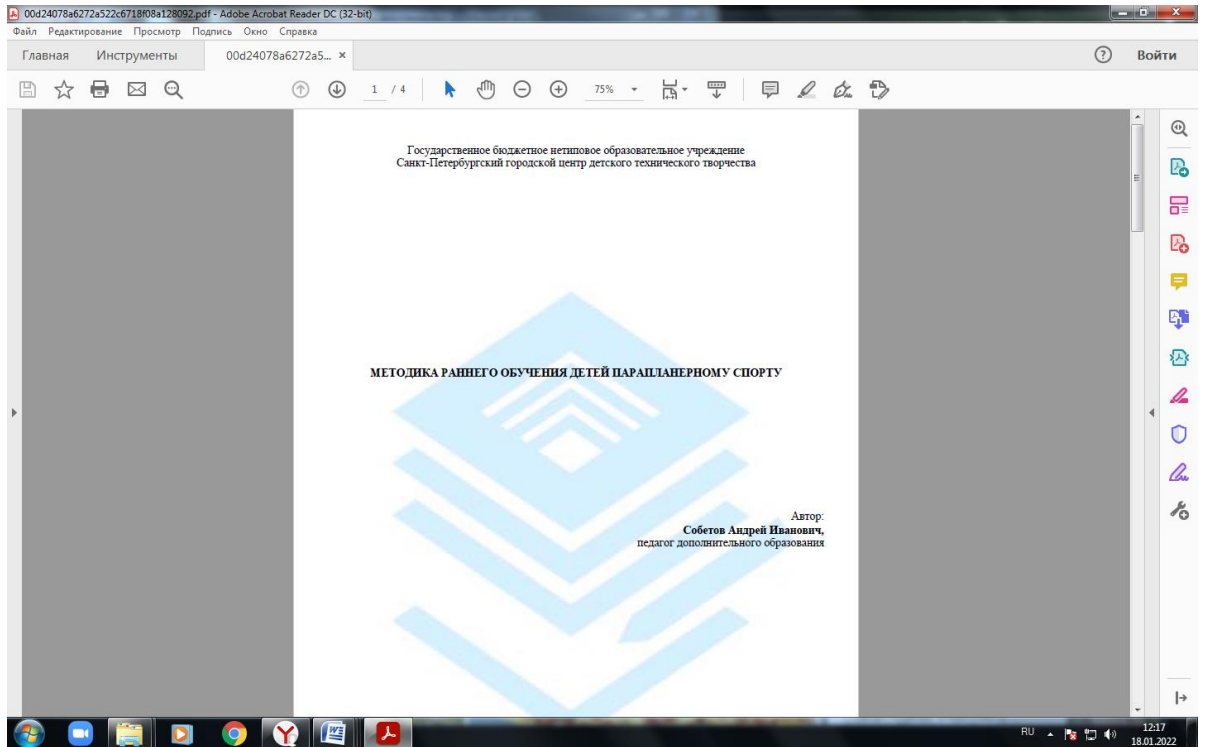 00d24078a6272a522c6718f08a128092.pdf - Adobe Acrobat Reader DC (32-bit)
Файл Редактирование Просмотр Подпись Окно Справка
Главная Инструменты 00d24078a6272a5... × Войти
1 / 4 75%
Государственное бюджетное нетиповое образовательное учреждение
Санкт-Петербургский городской центр детского технического творчества
МЕТОДИКА РАННЕГО ОБУЧЕНИЯ ДЕТЕЙ ПАРАПЛАНЕРНОМУ СПОРТУ
Автор:
Собетов Андрей Иванович,
педагог дополнительного образования
RU 12:17
18.01.2022